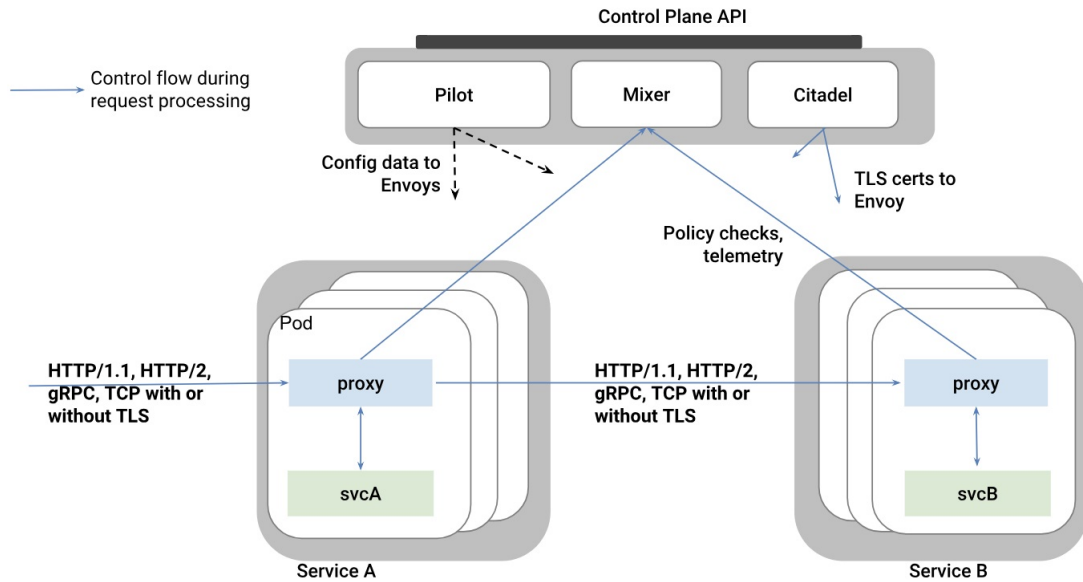 Control Plane API
Control flow during
request processing
Pilot
Mixer
Citadel
Config data to
Envoys
TLS certs to
Envoy
Policy checks,
telemetry
Pod
HTTP/1.1, HTTP/2,
gRPC, TCP with or
without TLS
proxy
HTTP/1.1, HTTP/2,
gRPC, TCP with or
without TLS
proxy
svcA
svcB
Service A
Service B